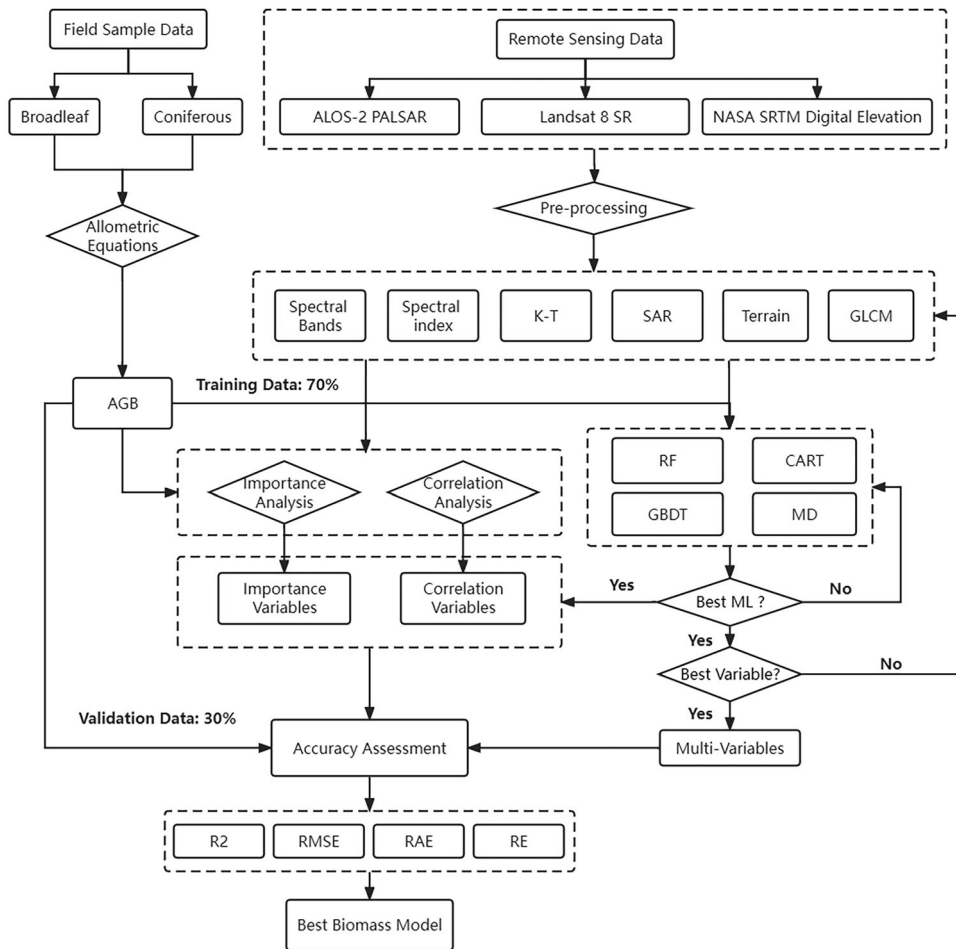 Field Sample Data
Remote Sensing Data
Broadleaf
Coniferous
ALOS-2 PALSAR
Landsat 8 SR
NASA SRTM Digital Elevation
Pre-processing
Allometric
Equations
Spectral
Bands
Spectral
index
K-T
SAR
Terrain
GLCM
Training Data: 70%
AGB
RF
CART
GBDT
MD
Importance
Analysis
Correlation
Analysis
Importance
Variables
Correlation
Variables
Yes
Best ML ?
No
Yes
Best Variable?
No
Yes
Validation Data: 30%
Accuracy Assessment
Multi-Variables
R2
RMSE
RAE
RE
Best Biomass Model